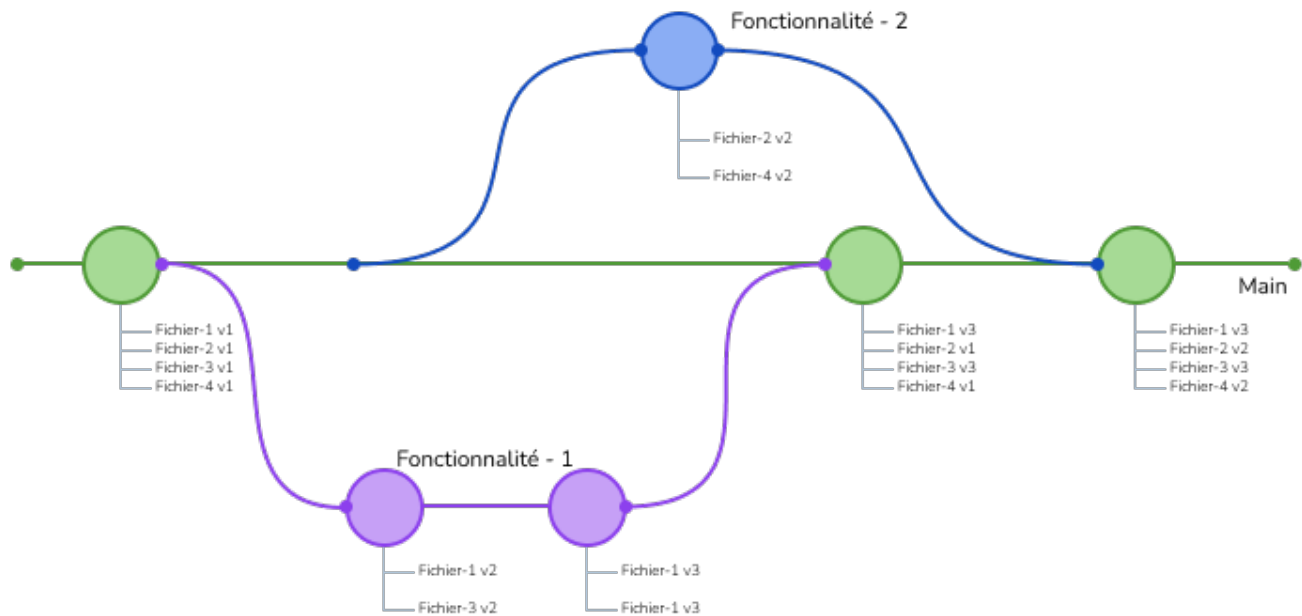 Fonctionnalité - 2
Fichier-2 v2
Fichier-4 v2
Main
Fichier-1 v1
Fichier-2 v1
Fichier-3 v1
Fichier-4 v1
Fichier-1 v3
Fichier-2 v1
Fichier-3 v3
Fichier-4 v1
Fichier-1 v3
Fichier-2 v2
Fichier-3 v3
Fichier-4 v2
Fonctionnalité - 1
Fichier-1 v2
Fichier-3 v2
Fichier-1 v3
Fichier-1 v3